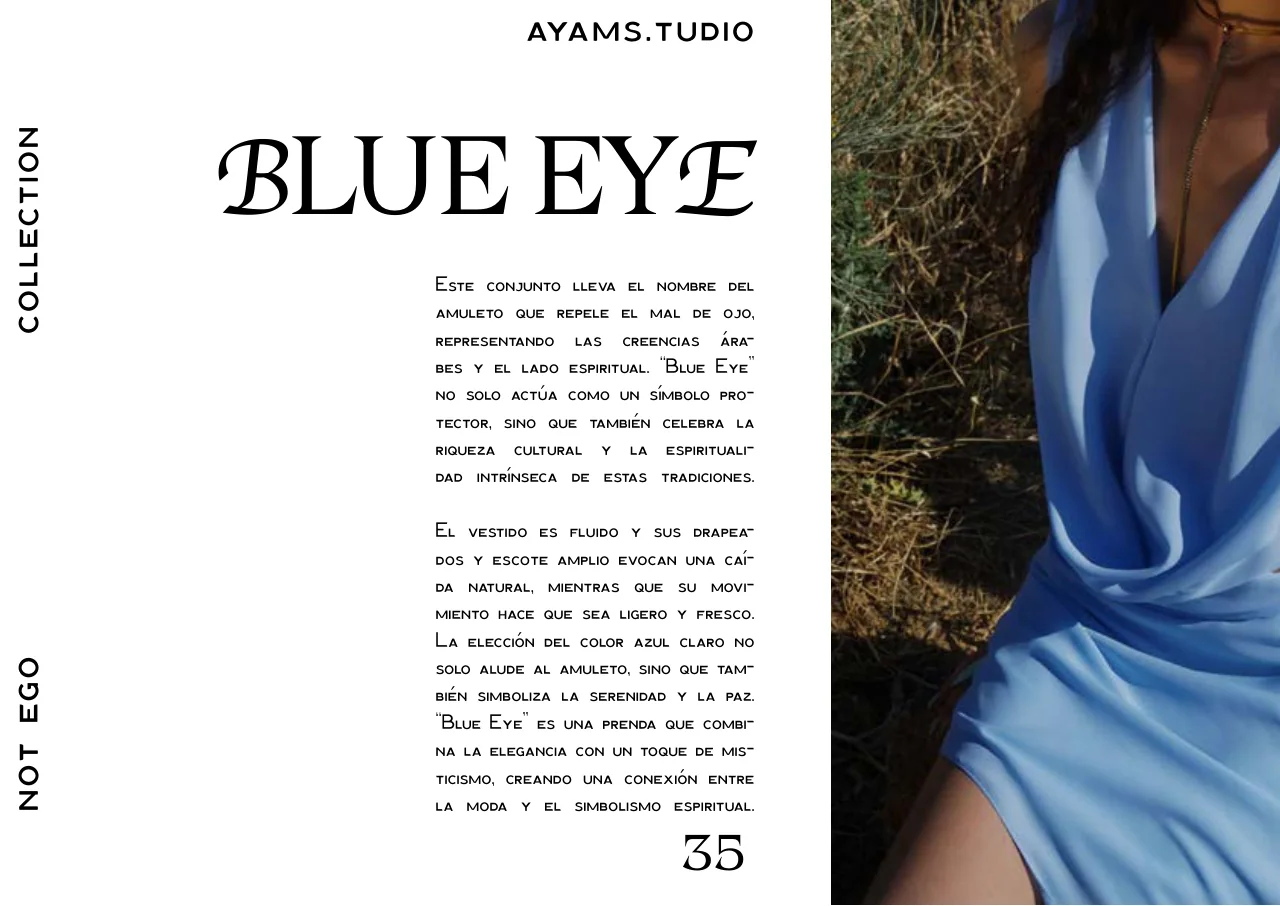 AYAMS.TUDIO
COLLECTION
NOT EGO
BLUE EYE
Este conjunto lleva el nombre del
amuleto que repele el mal de ojo,
representando las creencias ára-
bes y el lado espiritual. “Blue Eye”
no solo actúa como un símbolo pro-
tector, sino que también celebra la
riqueza cultural y la espirituali-
dad intrínseca de estas tradiciones.
El vestido es fluido y sus drapea-
dos y escote amplio evocan una caí-
da natural, mientras que su movi-
miento hace que sea ligero y fresco.
La elección del color azul claro no
solo alude al amuleto, sino que tam-
bién simboliza la serenidad y la paz.
“Blue Eye” es una prenda que combi-
na la elegancia con un toque de mis-
ticismo, creando una conexión entre
la moda y el simbolismo espiritual.
35